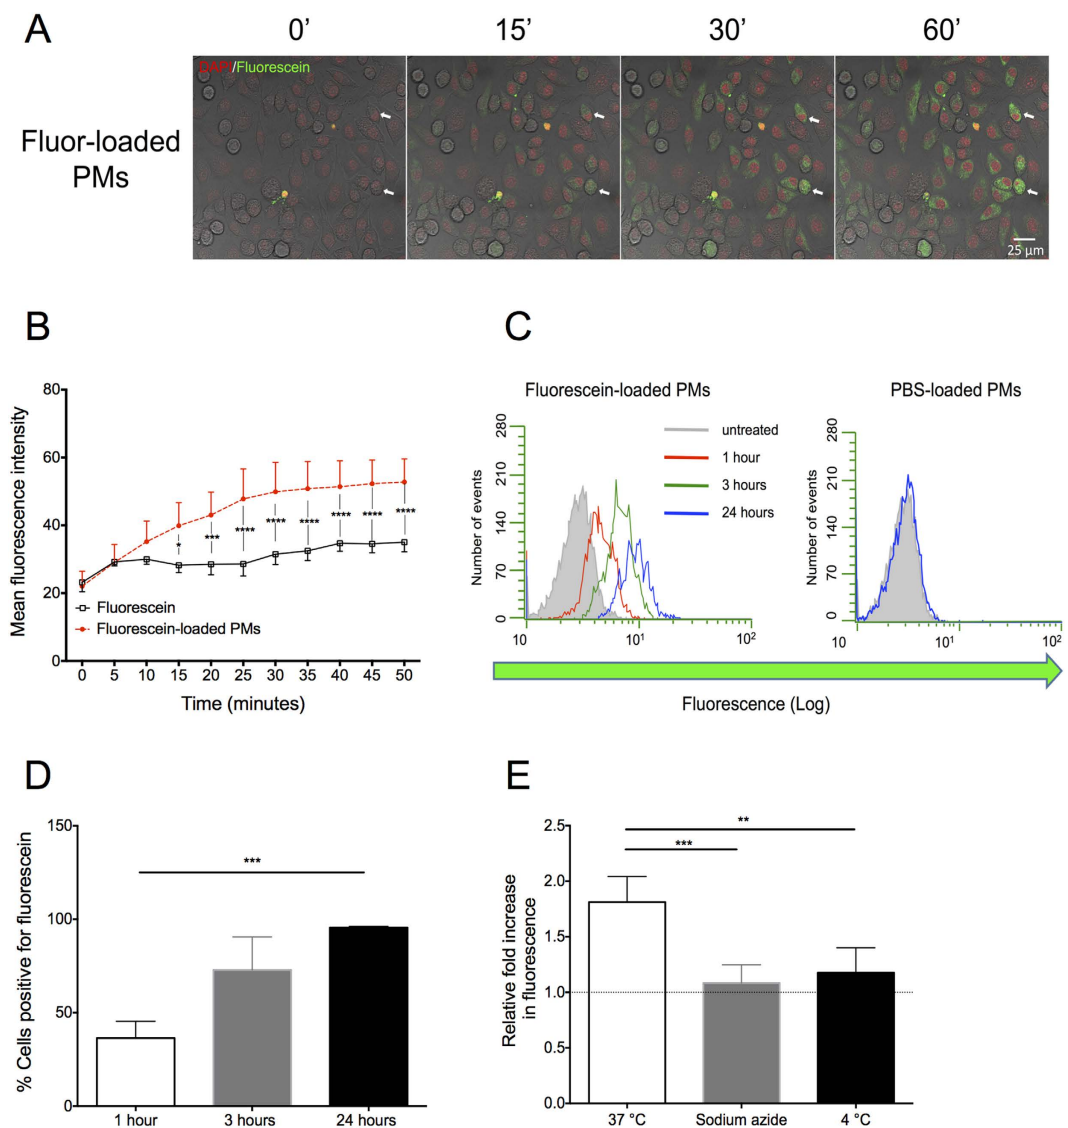 A
0’ 15’ 30’ 60’
Fluor-loaded
PMs
DAPI/Fluorescein
25 µm
B
80
60
40
20
0
Mean fluorescence intensity
* *** **** **** **** **** **** ****
Fluorescein
Fluorescein-loaded PMs
0 5 10 15 20 25 30 35 40 45 50
Time (minutes)
C
Fluorescein-loaded PMs
280
210
140
70
0
Number of events
10 10¹ 10²
untreated
1 hour
3 hours
24 hours
PBS-loaded PMs
280
210
140
70
0
Number of events
10 10¹ 10²
Fluorescence (Log)
D
150
100
50
0
% Cells positive for fluorescein
***
1 hour 3 hours 24 hours
E
2.5
2.0
1.5
1.0
0.5
0.0
Relative fold increase
in fluorescence
**
***
37 °C Sodium azide 4 °C